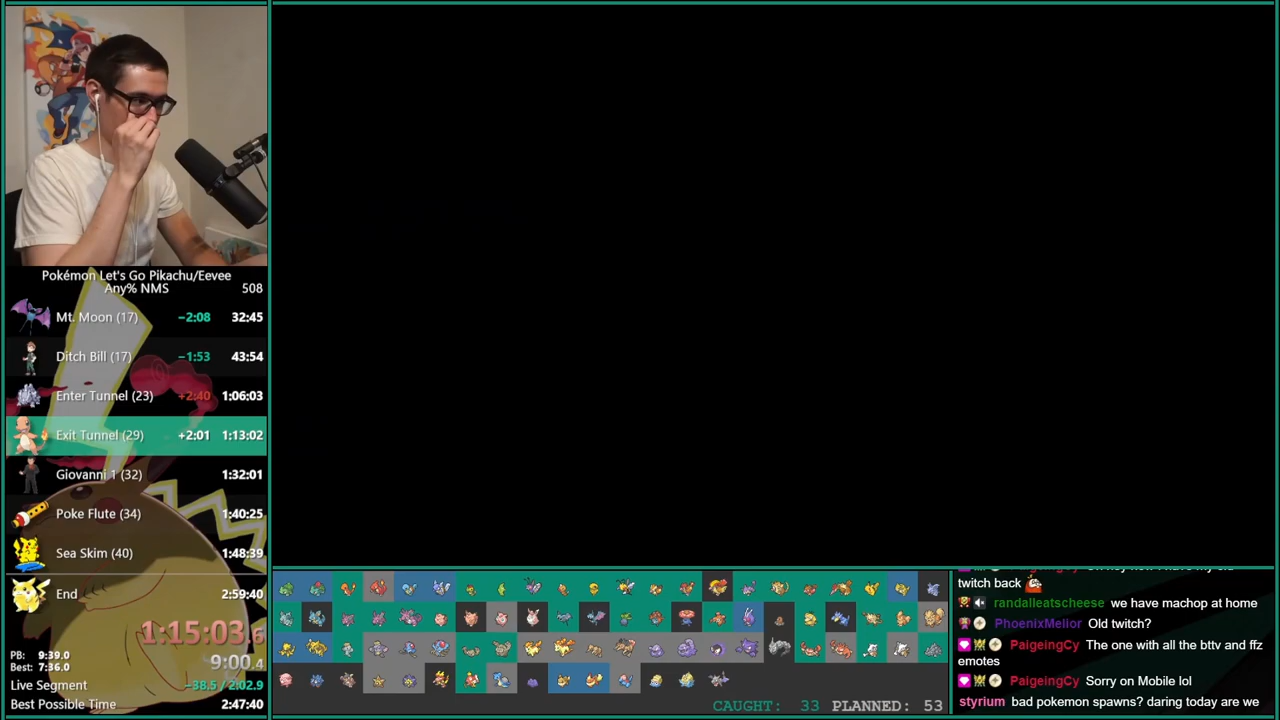 Pokémon Let's Go Pikachu/Eevee
Any% NMS 508
Mt. Moon (17) −2:08 32:45
Ditch Bill (17) −1:53 43:54
Enter Tunnel (23) +2:40 1:06:03
Exit Tunnel (29) +2:01 1:13:02
Giovanni 1 (32) 1:32:01
Poke Flute (34) 1:40:25
Sea Skim (40) 1:48:39
End 2:59:40
1:15:03.6
PB: 9:39.0
Best: 7:36.0
9:00.4
Live Segment −38.5 / 2:02.9
Best Possible Time 2:47:40
CAUGHT: 33 PLANNED: 53
twitch back
randalleatscheese we have machop at home
PhoenixMelior Old twitch?
PaigeingCy The one with all the bttv and ffz
emotes
PaigeingCy Sorry on Mobile lol
styrium bad pokemon spawns? daring today are we